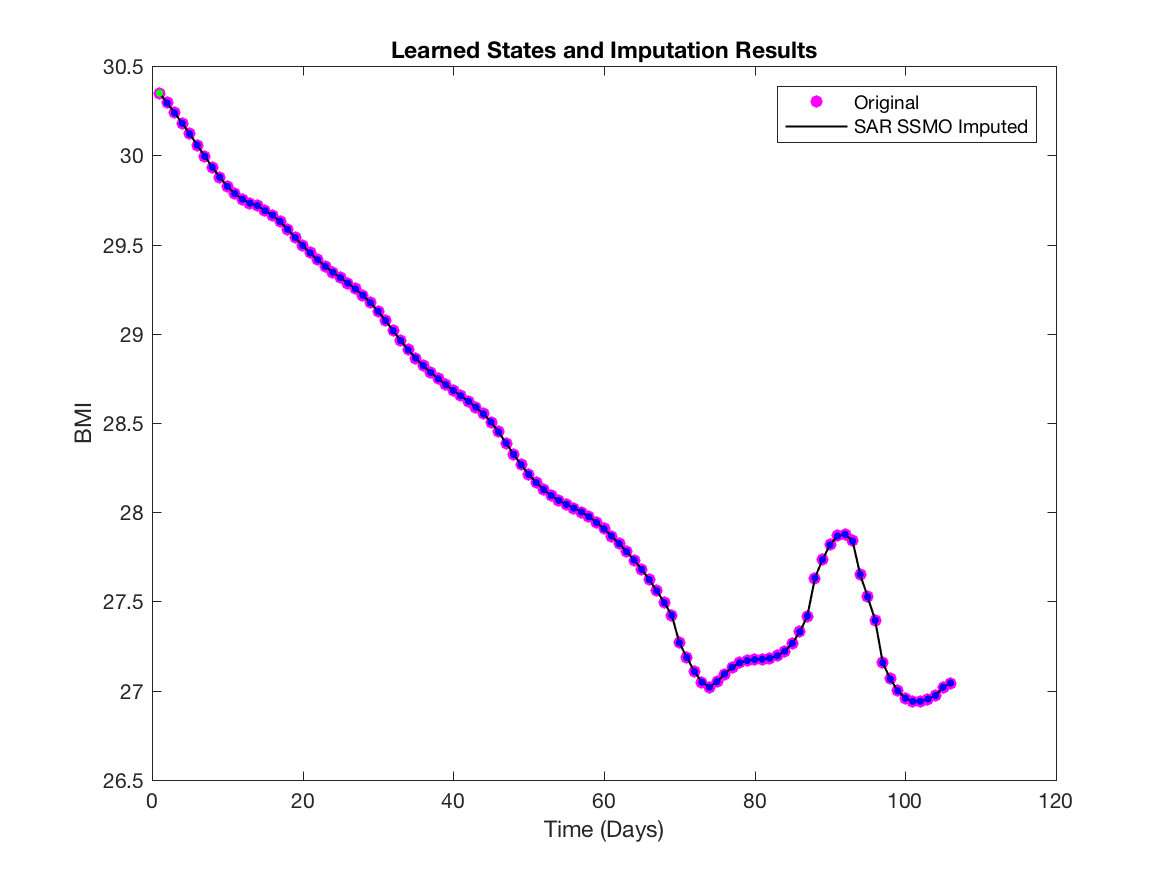 Learned States and Imputation Results
Original
SAR SSMO Imputed
30.5
30
29.5
29
28.5
28
27.5
27
26.5
BMI
0 20 40 60 80 100 120
Time (Days)